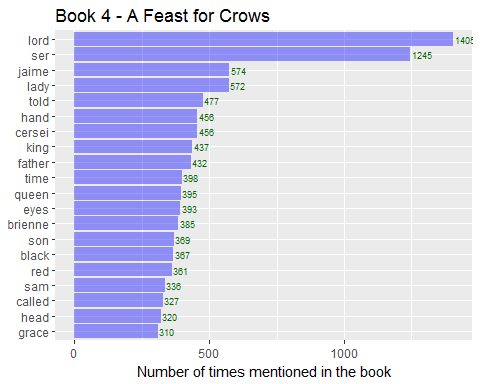 Book 4 - A Feast for Crows
lord 1405
ser 1245
jaime 574
lady 572
told 477
hand 456
cersei 456
king 437
father 432
time 398
queen 395
eyes 393
brienne 385
son 369
black 367
red 361
sam 336
called 327
head 320
grace 310
0 500 1000
Number of times mentioned in the book